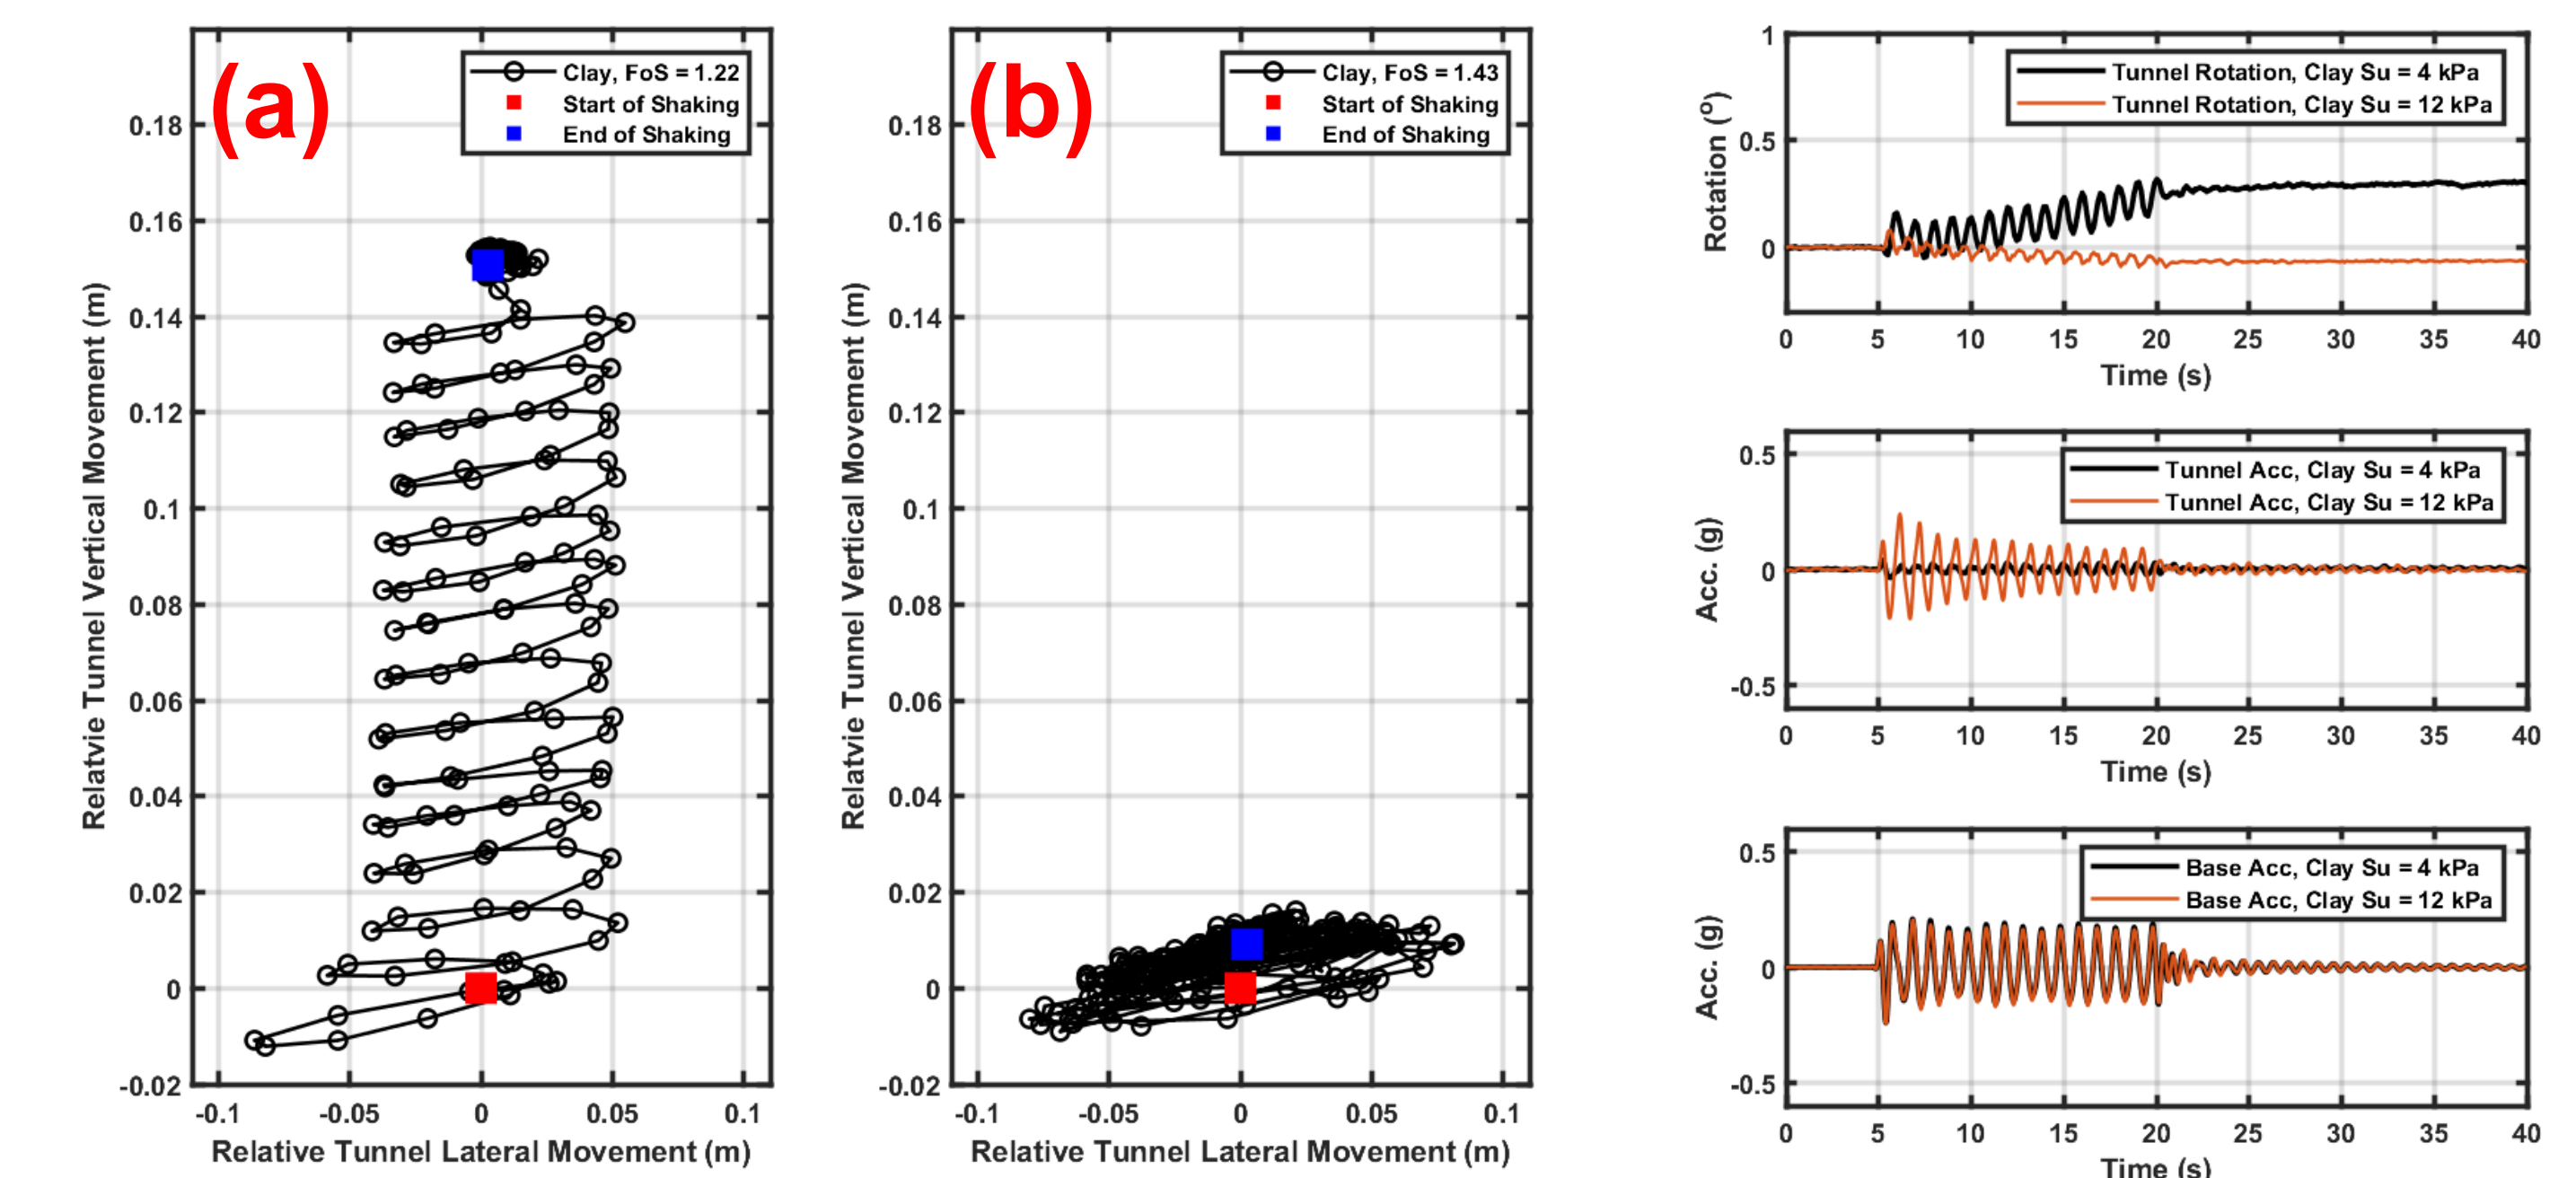 (a)
Clay, FoS = 1.22
Start of Shaking
End of Shaking
0.18
0.16
0.14
0.12
0.1
0.08
0.06
0.04
0.02
0
-0.02
-0.1
-0.05
0
0.05
0.1
Relatvie Tunnel Vertical Movement (m)
Relative Tunnel Lateral Movement (m)
(b)
Clay, FoS = 1.43
Start of Shaking
End of Shaking
0.18
0.16
0.14
0.12
0.1
0.08
0.06
0.04
0.02
0
-0.02
-0.1
-0.05
0
0.05
0.1
Relatvie Tunnel Vertical Movement (m)
Relative Tunnel Lateral Movement (m)
Tunnel Rotation, Clay Su = 4 kPa
Tunnel Rotation, Clay Su = 12 kPa
1
0.5
0
Rotation (°)
0 5 10 15 20 25 30 35 40
Time (s)
Tunnel Acc, Clay Su = 4 kPa
Tunnel Acc, Clay Su = 12 kPa
0.5
0
-0.5
Acc. (g)
0 5 10 15 20 25 30 35 40
Time (s)
Base Acc, Clay Su = 4 kPa
Base Acc, Clay Su = 12 kPa
0.5
0
-0.5
Acc. (g)
0 5 10 15 20 25 30 35 40
Time (s)